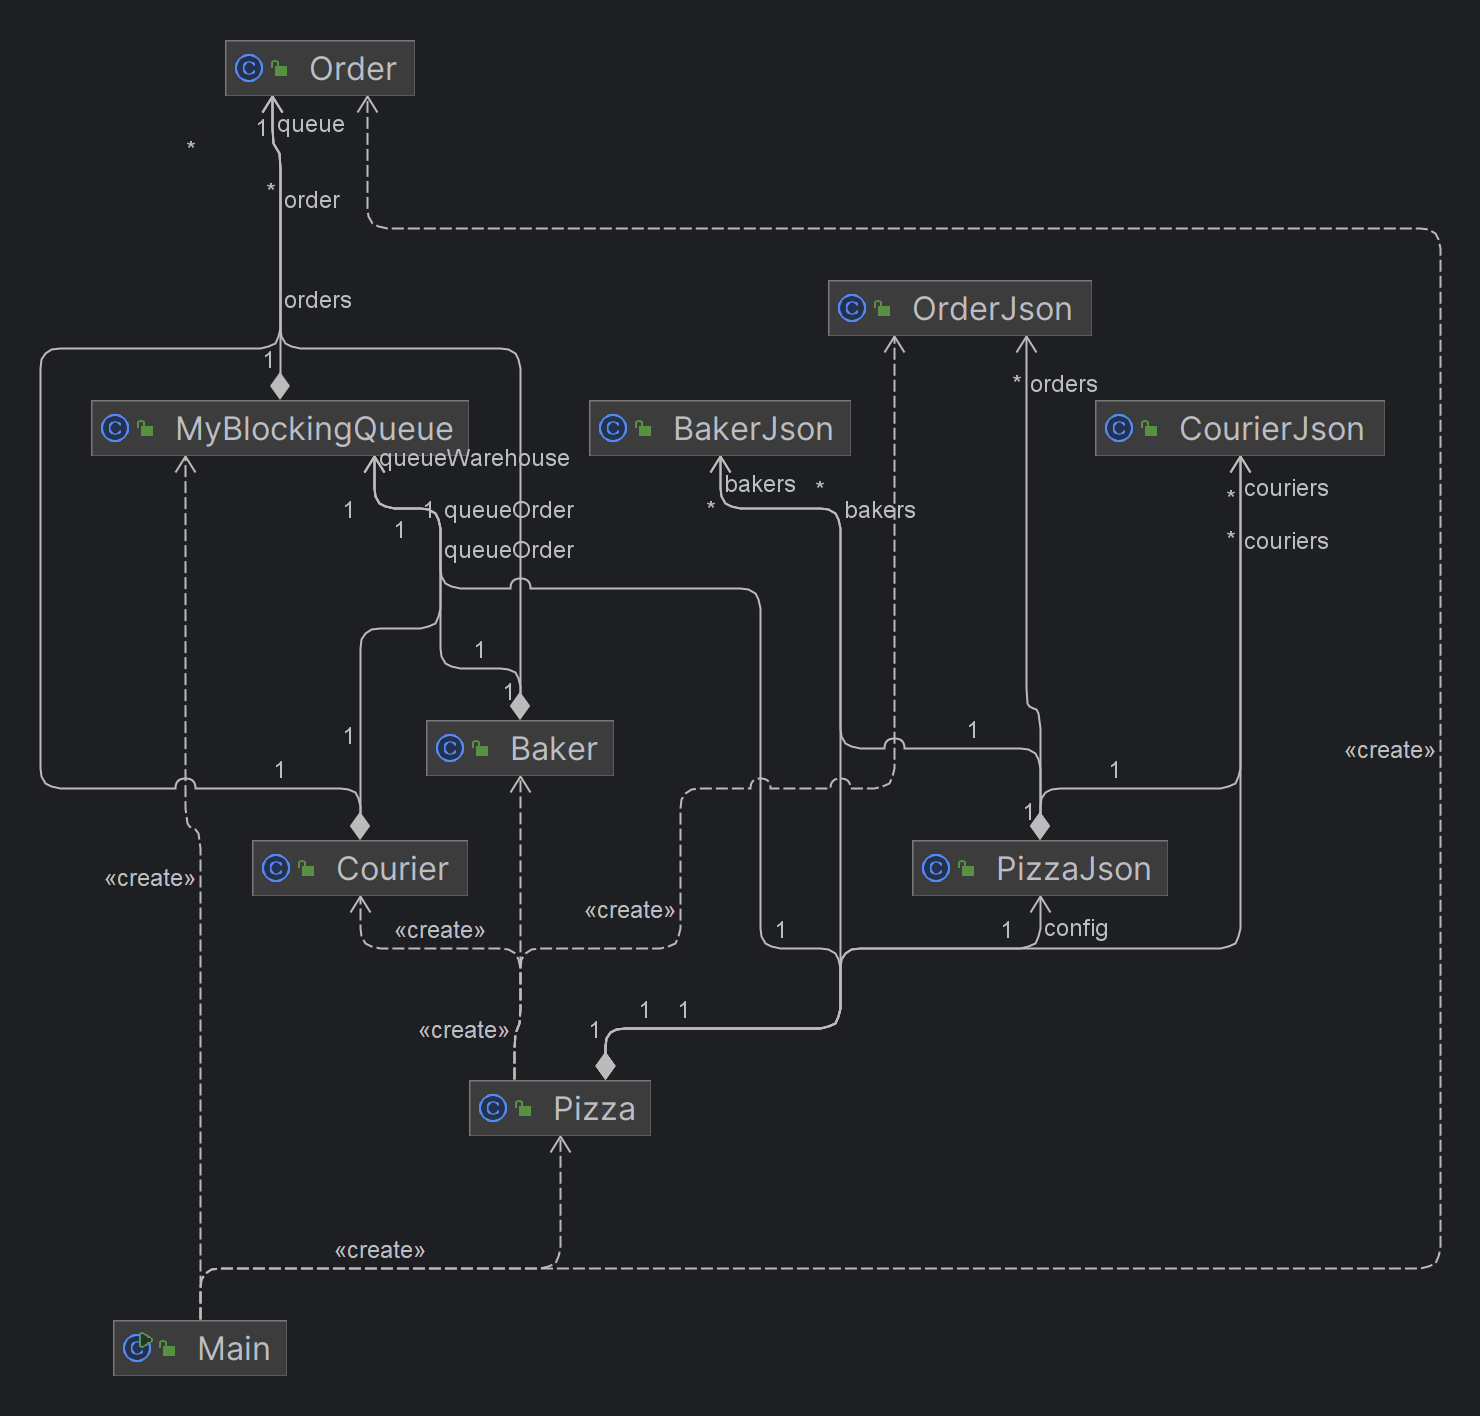 Order
1 queue
*
* order
orders
1
OrderJson
* orders
MyBlockingQueue
BakerJson
CourierJson
queueWarehouse
bakers *
* couriers
1 1 queueOrder
* bakers
1
* couriers
queueOrder
1
1
1
1
1
1
«create»
Baker
1
Courier
PizzaJson
«create»
«create»
«create»
1
1 config
«create»
1 1 1
Pizza
«create»
Main